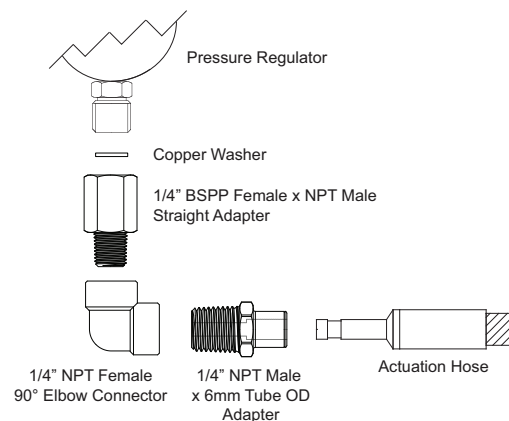 Pressure Regulator
Copper Washer
1/4” BSPP Female x NPT Male
Straight Adapter
Actuation Hose
1/4” NPT Female
90° Elbow Connector
1/4” NPT Male
x 6mm Tube OD
Adapter